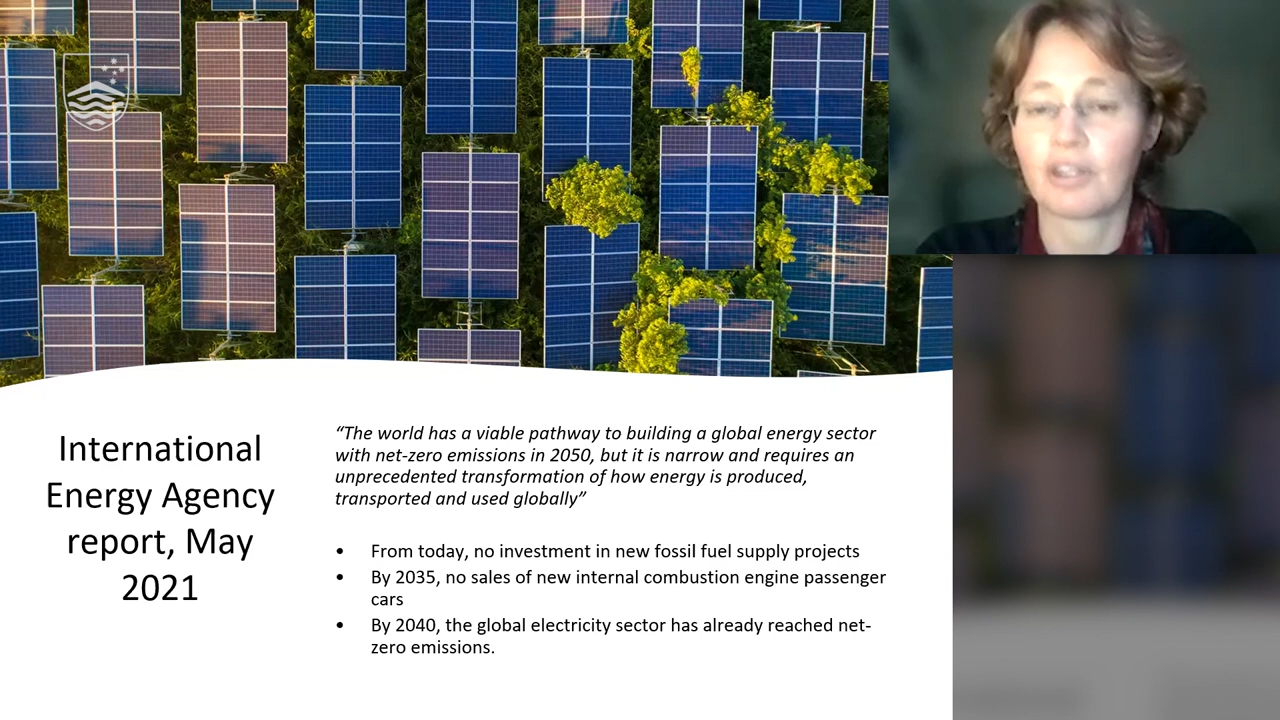 International
Energy Agency
report, May
2021
“The world has a viable pathway to building a global energy sector
with net-zero emissions in 2050, but it is narrow and requires an
unprecedented transformation of how energy is produced,
transported and used globally”
• From today, no investment in new fossil fuel supply projects
• By 2035, no sales of new internal combustion engine passenger
cars
• By 2040, the global electricity sector has already reached net-
zero emissions.